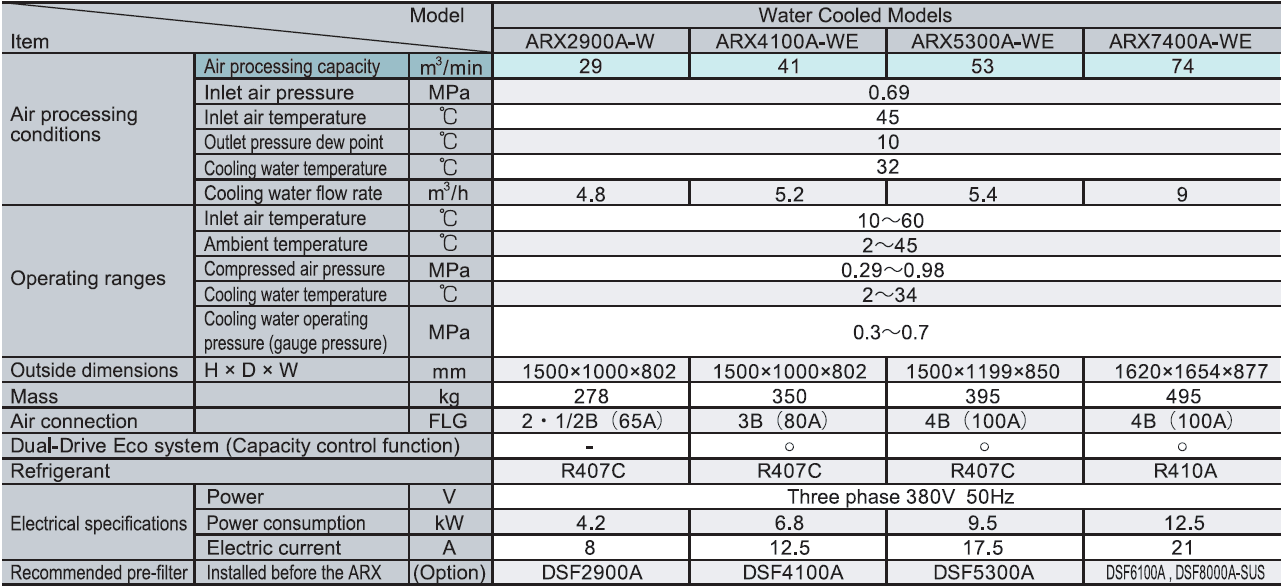 Model Water Cooled Models
Item ARX2900A-W ARX4100A-WE ARX5300A-WE ARX7400A-WE
Air processing conditions Air processing capacity m³/min 29 41 53 74
Inlet air pressure MPa 0.69
Inlet air temperature ℃ 45
Outlet pressure dew point ℃ 10
Cooling water temperature ℃ 32
Cooling water flow rate m³/h 4.8 5.2 5.4 9
Operating ranges Inlet air temperature ℃ 10～60
Ambient temperature ℃ 2～45
Compressed air pressure MPa 0.29～0.98
Cooling water temperature ℃ 2～34
Cooling water operating
pressure (gauge pressure) MPa 0.3～0.7
Outside dimensions H × D × W mm 1500×1000×802 1500×1000×802 1500×1199×850 1620×1654×877
Mass kg 278 350 395 495
Air connection FLG 2・1/2B（65A） 3B（80A） 4B（100A） 4B（100A）
Dual-Drive Eco system (Capacity control function) - ○ ○ ○
Refrigerant R407C R407C R407C R410A
Electrical specifications Power V Three phase 380V 50Hz
Power consumption kW 4.2 6.8 9.5 12.5
Electric current A 8 12.5 17.5 21
Recommended pre-filter Installed before the ARX (Option) DSF2900A DSF4100A DSF5300A DSF6100A , DSF8000A-SUS